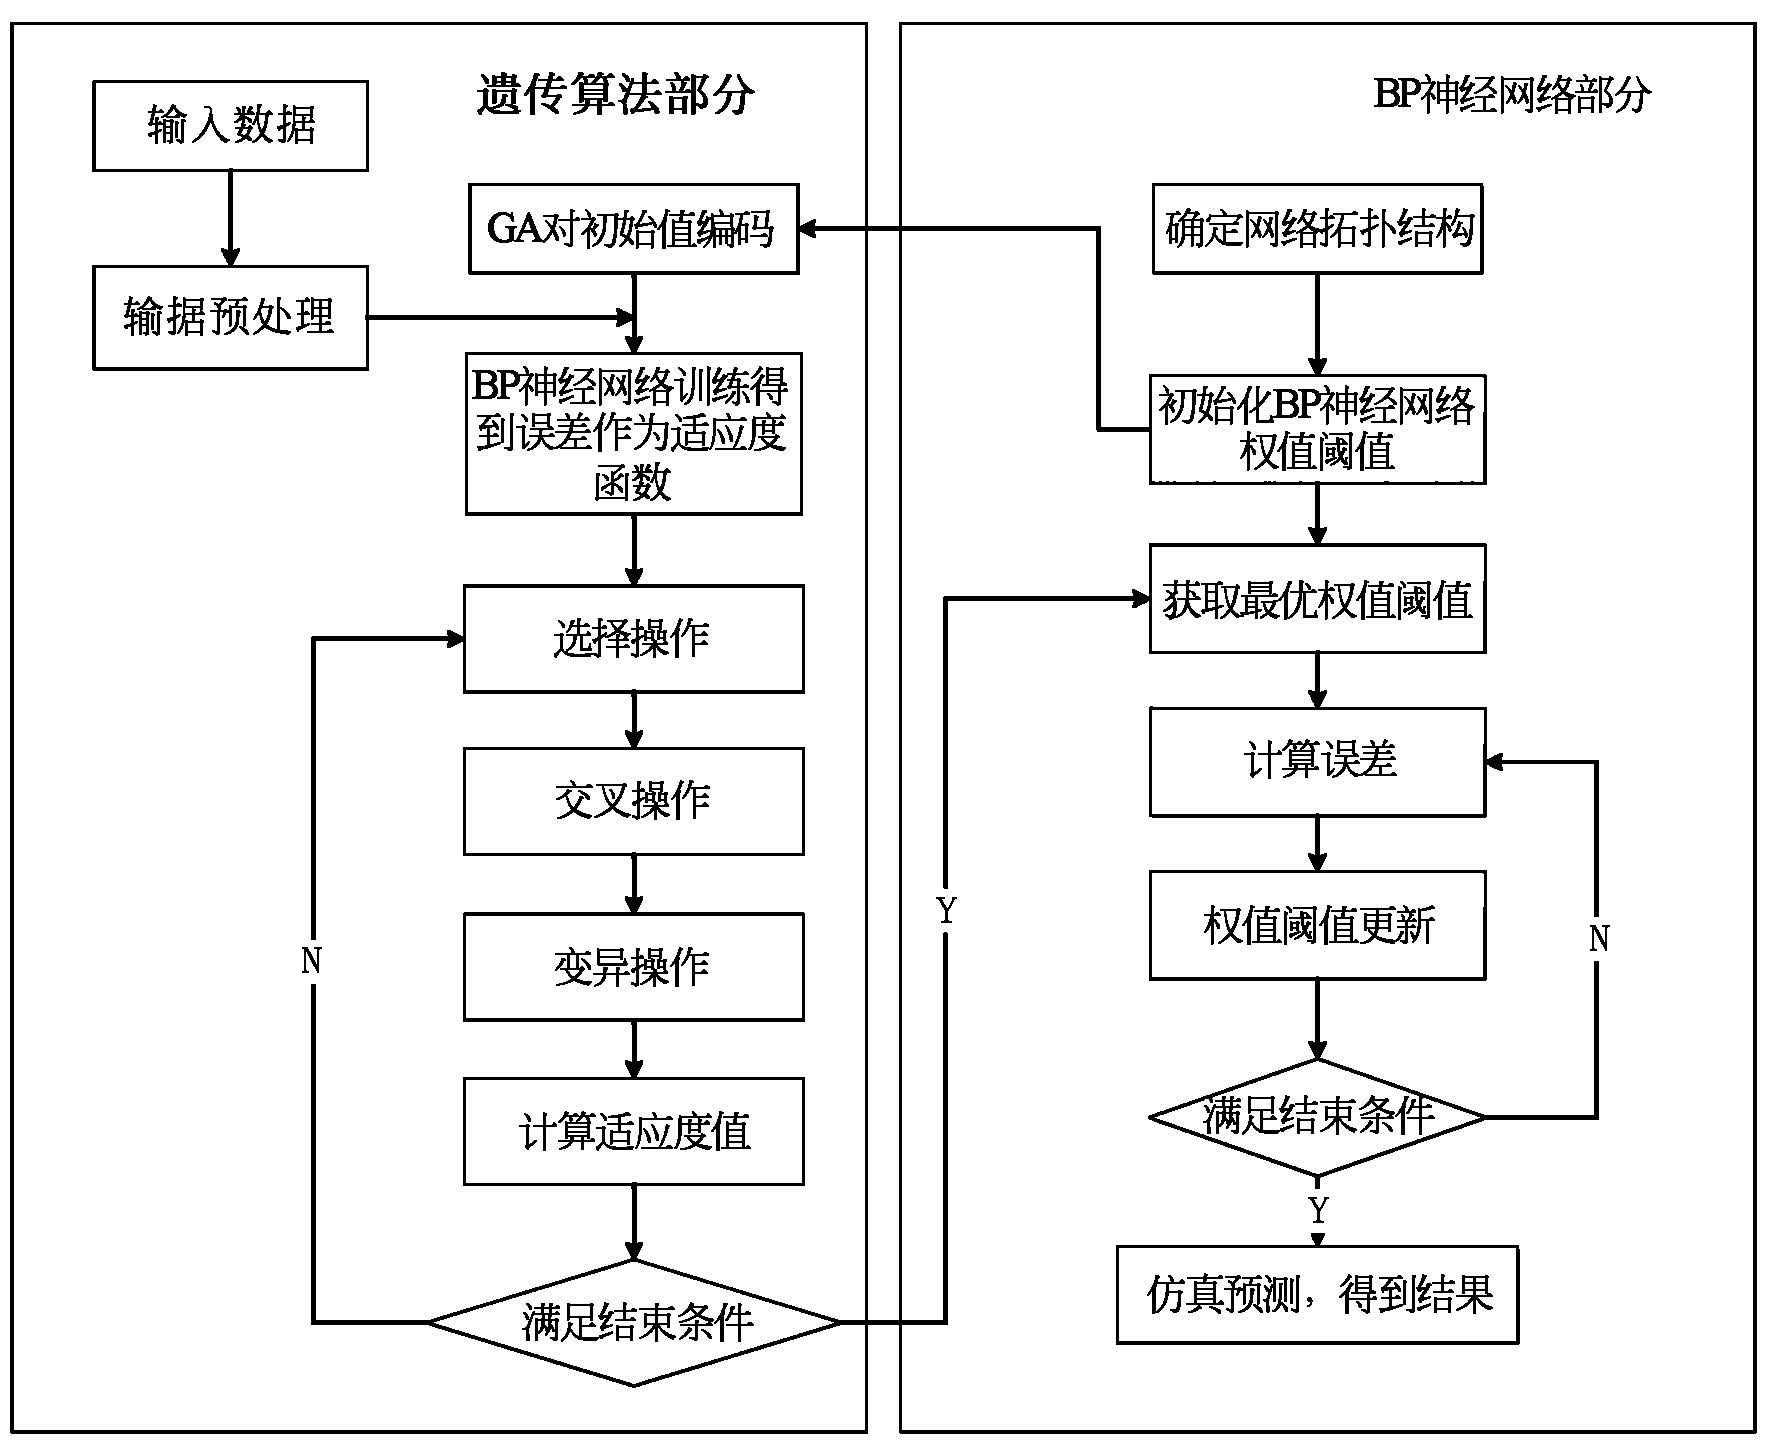 遗传算法部分
输入数据
输据预处理
GA对初始值编码
BP神经网络训练得
到误差作为适应度
函数
选择操作
交叉操作
变异操作
计算适应度值
满足结束条件
N
Y
BP神经网络部分
确定网络拓扑结构
初始化BP神经网络
权值阈值
获取最优权值阈值
计算误差
权值阈值更新
满足结束条件
N
Y
仿真预测，得到结果